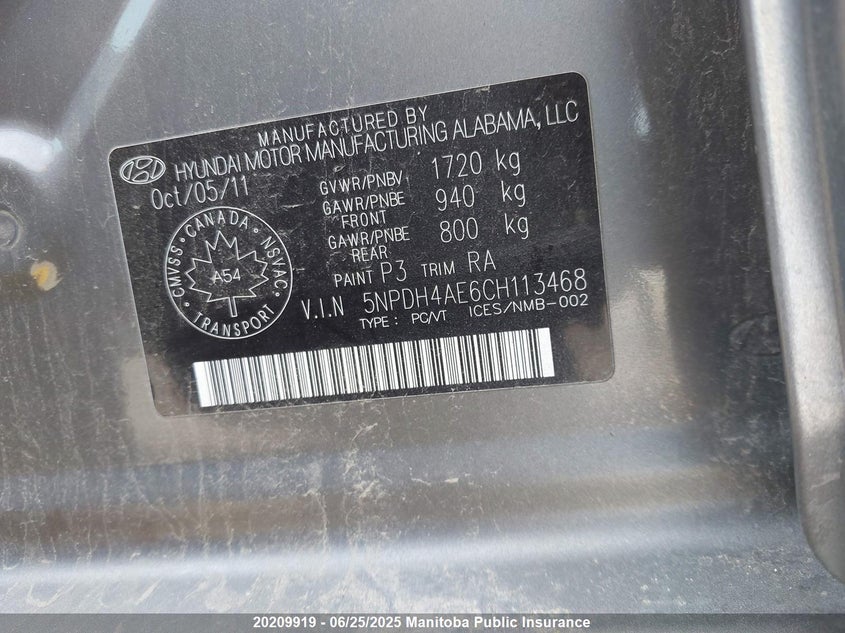 MANUFACTURED BY
HYUNDAI MOTOR MANUFACTURING ALABAMA, LLC
Oct/05/11
GVWR/PNBV 1720 kg
GAWR/PNBE FRONT 940 kg
GAWR/PNBE REAR 800 kg
PAINT P3 TRIM RA
V.I.N 5NPDH4AE6CH113468
TYPE: PC/VT ICES/NMB-002
CANADA
CMVSS
NSVAC
A54
TRANSPORT
20209919 - 06/25/2025 Manitoba Public Insurance